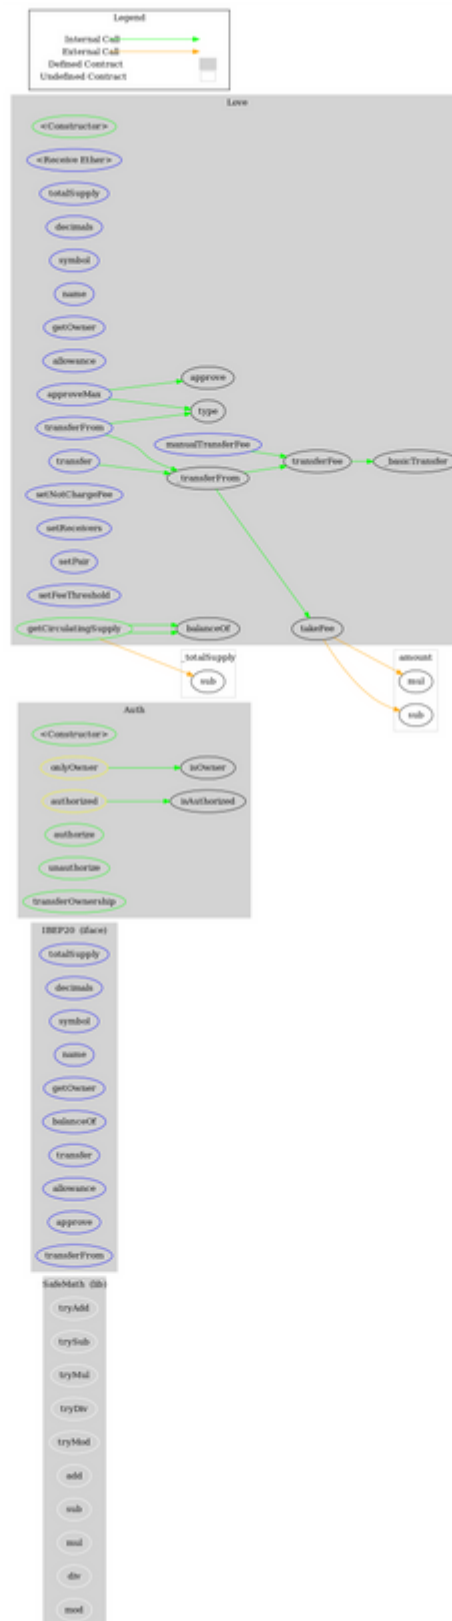 Legend
Internal Call
External Call
Defined Contract
Undefined Contract
Love
<Constructor>
<Receive Ether>
totalSupply
decimals
symbol
name
getOwner
allowance
approveMax
approve
transferFrom
type
manualTransferFee
transfer
_transferFrom
transferFee
_basicTransfer
setNotChargeFee
setReceivers
setPair
setFeeThreshold
getCirculatingSupply
balanceOf
takeFee
_totalSupply
sub
amount
mul
sub
Auth
<Constructor>
onlyOwner
isOwner
authorized
isAuthorized
authorize
unauthorize
transferOwnership
IBEP20 (iface)
totalSupply
decimals
symbol
name
getOwner
balanceOf
transfer
allowance
approve
transferFrom
SafeMath (lib)
tryAdd
trySub
tryMul
tryDiv
tryMod
add
sub
mul
div
mod